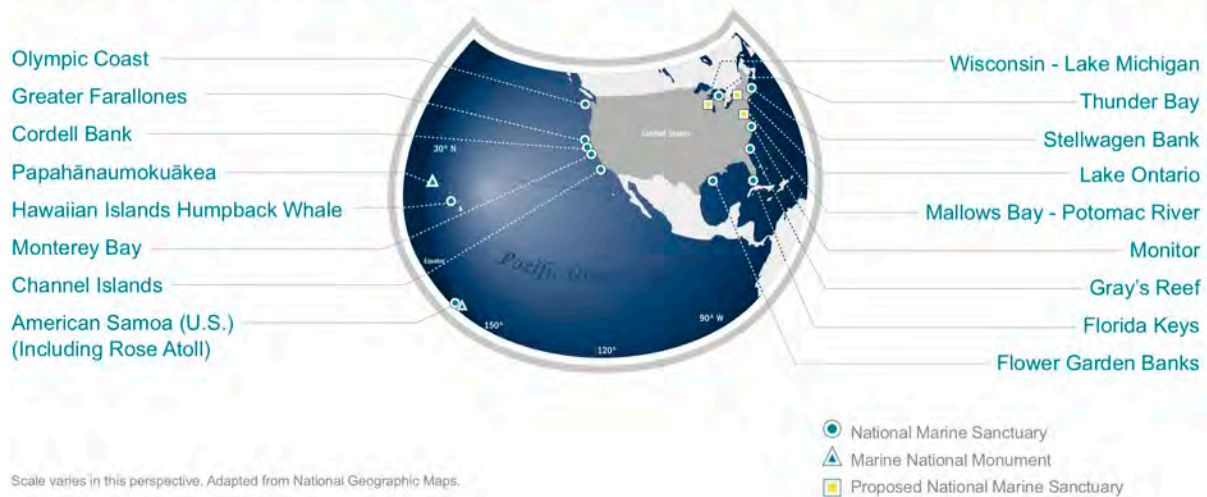 Olympic Coast
Greater Farallones
Cordell Bank
Papahānaumokuākea
Hawaiian Islands Humpback Whale
Monterey Bay
Channel Islands
American Samoa (U.S.)
(Including Rose Atoll)
United States
30° N
Equator
Pacific
150°
120°
90° W
Wisconsin - Lake Michigan
Thunder Bay
Stellwagen Bank
Lake Ontario
Mallows Bay - Potomac River
Monitor
Gray's Reef
Florida Keys
Flower Garden Banks
National Marine Sanctuary
Marine National Monument
Proposed National Marine Sanctuary
Scale varies in this perspective. Adapted from National Geographic Maps.